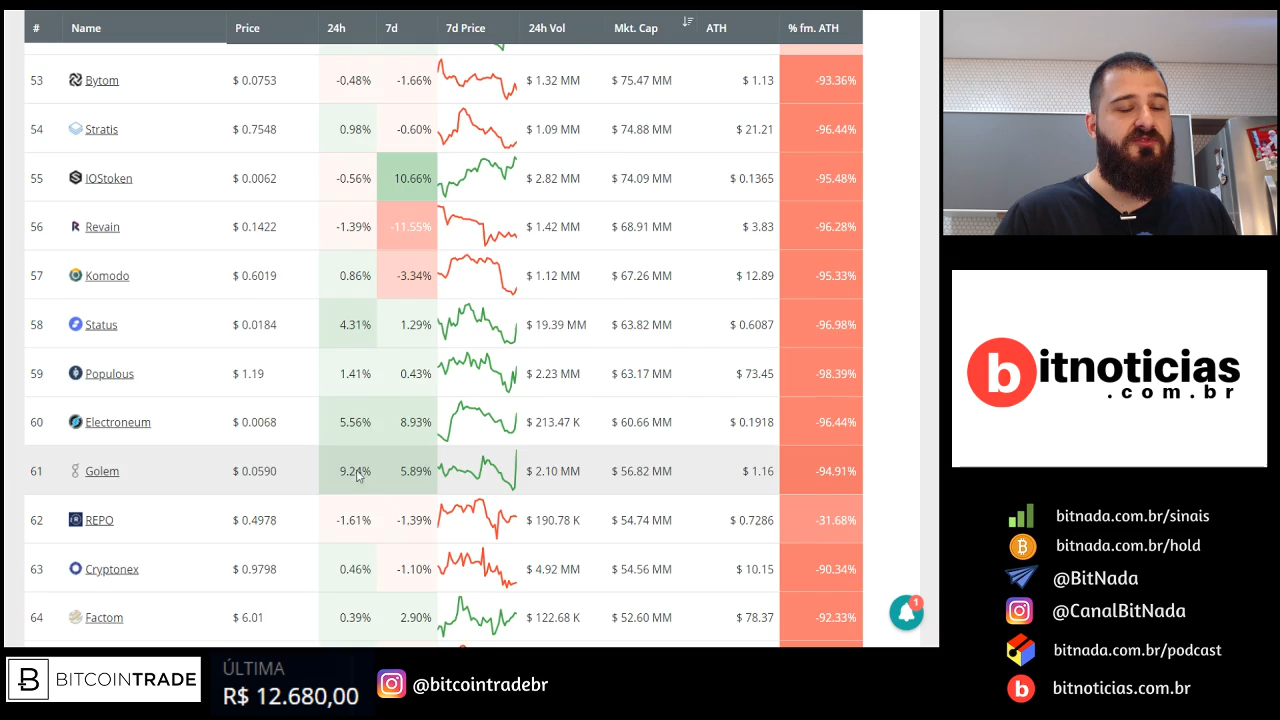 # Name Price 24h 7d 7d Price 24h Vol Mkt. Cap ATH % fm. ATH
53 Bytom $ 0.0753 -0.48% -1.66% $ 1.32 MM $ 75.47 MM $ 1.13 -93.36%
54 Stratis $ 0.7548 0.98% -0.60% $ 1.09 MM $ 74.88 MM $ 21.21 -96.44%
55 IOStoken $ 0.0062 -0.56% 10.66% $ 2.82 MM $ 74.09 MM $ 0.1365 -95.48%
56 Revain $ 0.1422 -1.39% -11.55% $ 1.42 MM $ 68.91 MM $ 3.83 -96.28%
57 Komodo $ 0.6019 0.86% -3.34% $ 1.12 MM $ 67.26 MM $ 12.89 -95.33%
58 Status $ 0.0184 4.31% 1.29% $ 19.39 MM $ 63.82 MM $ 0.6087 -96.98%
59 Populous $ 1.19 1.41% 0.43% $ 2.23 MM $ 63.17 MM $ 73.45 -98.39%
60 Electroneum $ 0.0068 5.56% 8.93% $ 213.47 K $ 60.66 MM $ 0.1918 -96.44%
61 Golem $ 0.0590 9.24% 5.89% $ 2.10 MM $ 56.82 MM $ 1.16 -94.91%
62 REPO $ 0.4978 -1.61% -1.39% $ 190.78 K $ 54.74 MM $ 0.7286 -31.68%
63 Cryptonex $ 0.9798 0.46% -1.10% $ 4.92 MM $ 54.56 MM $ 10.15 -90.34%
64 Factom $ 6.01 0.39% 2.90% $ 122.68 K $ 52.60 MM $ 78.37 -92.33%
1
bitnoticias
.com.br
bitnada.com.br/sinais
bitnada.com.br/hold
@BitNada
@CanalBitNada
bitnada.com.br/podcast
b bitnoticias.com.br
B BITCOINTRADE
ÚLTIMA
R$ 12.680,00
@bitcointradebr